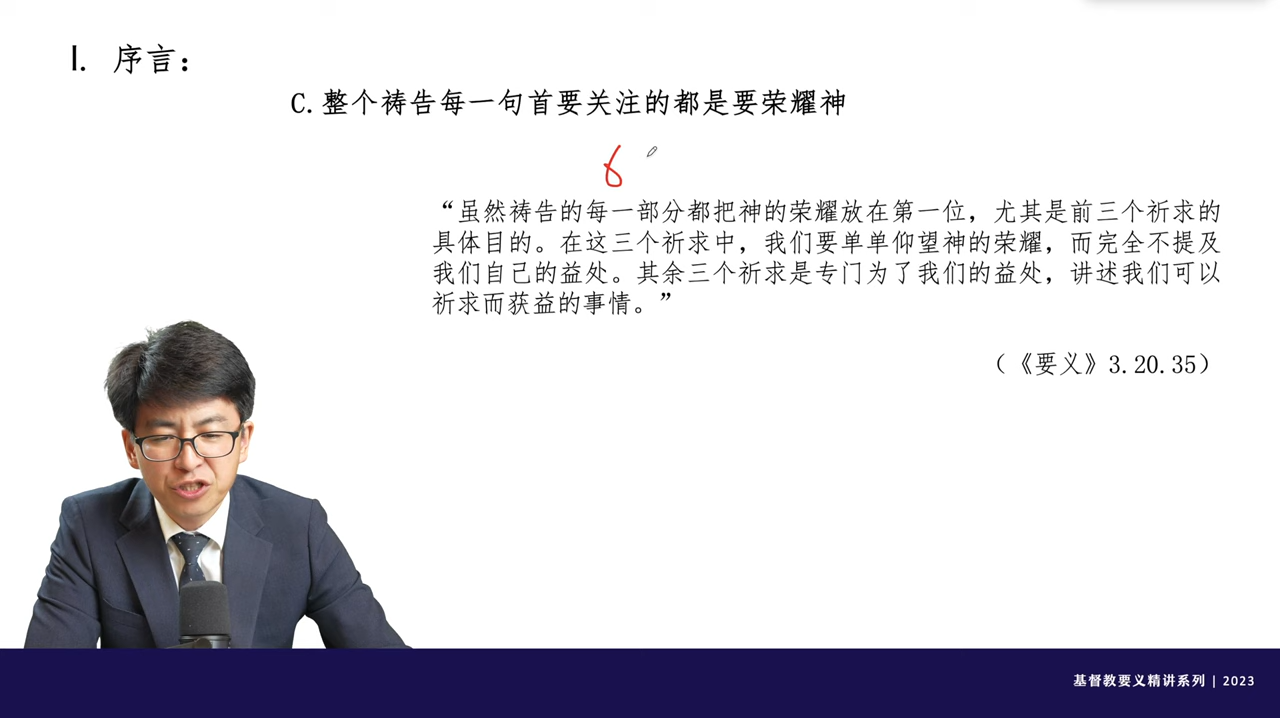 I. 序言：
C.整个祷告每一句首要关注的都是要荣耀神
6
“虽然祷告的每一部分都把神的荣耀放在第一位，尤其是前三个祈求的
具体目的。在这三个祈求中，我们要单单仰望神的荣耀，而完全不提及
我们自己的益处。其余三个祈求是专门为了我们的益处，讲述我们可以
祈求而获益的事情。”
（《要义》3.20.35）
基督教要义精讲系列 | 2023